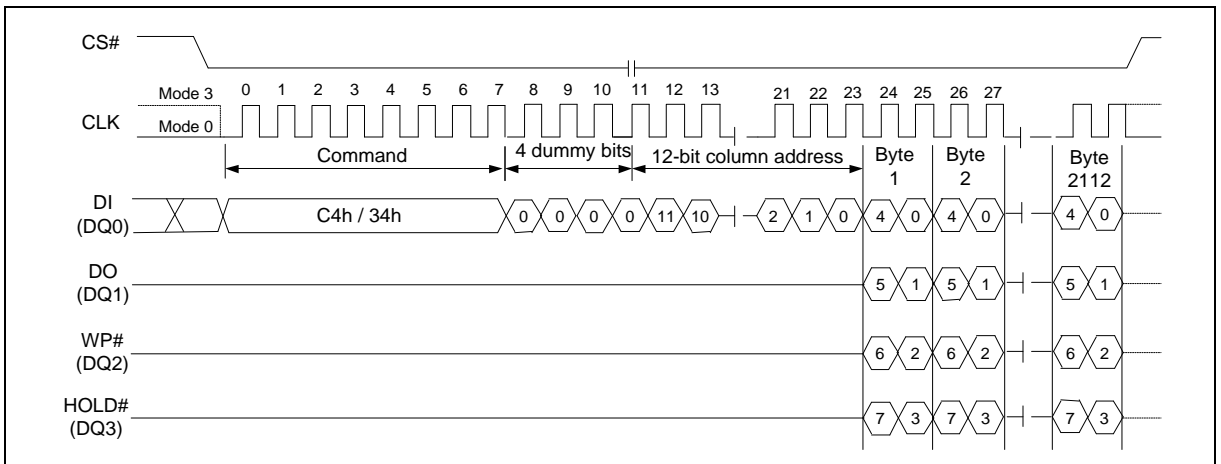 CS#
Mode 3 0 1 2 3 4 5 6 7 8 9 10 11 12 13 21 22 23 24 25 26 27
CLK
Mode 0
Command 4 dummy bits 12-bit column address Byte 1 Byte 2 Byte 2112
DI (DQ0) C4h / 34h 0 0 0 0 11 10 2 1 0 4 0 4 0 4 0
DO (DQ1) 5 1 5 1 5 1
WP# (DQ2) 6 2 6 2 6 2
HOLD# (DQ3) 7 3 7 3 7 3